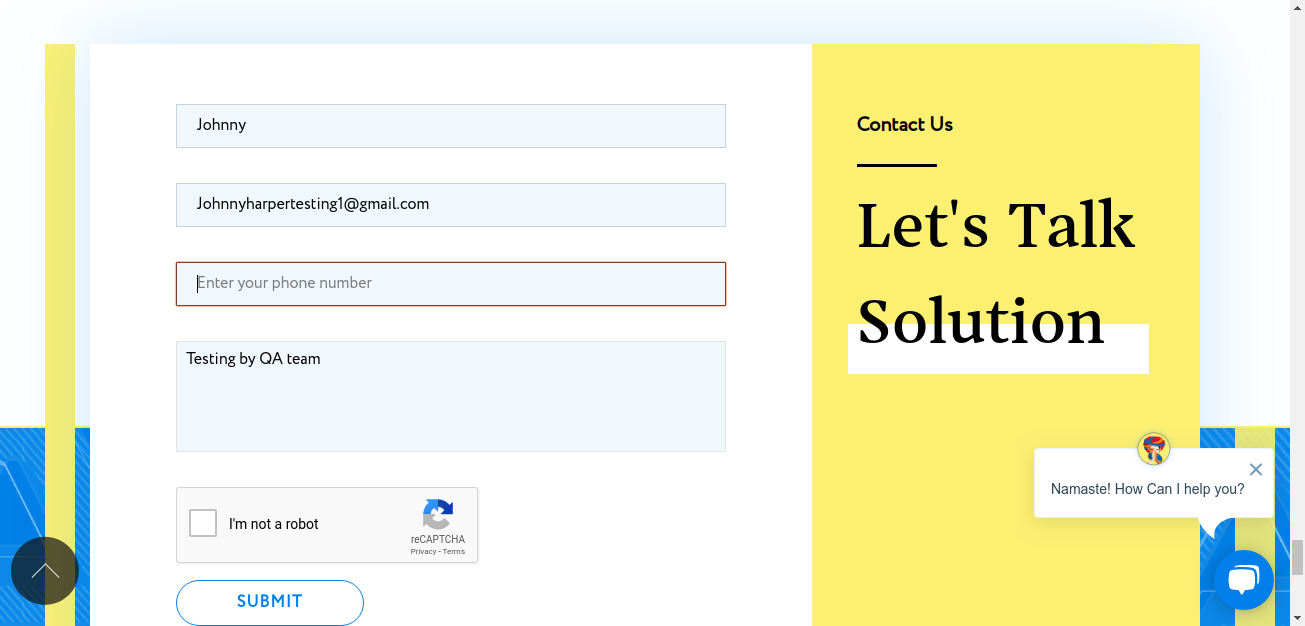 Johnny
Johnnyharpertesting1@gmail.com
Enter your phone number
Testing by QA team
I'm not a robot
reCAPTCHA
Privacy - Terms
SUBMIT
Contact Us
Let's Talk
Solution
Namaste! How Can I help you?